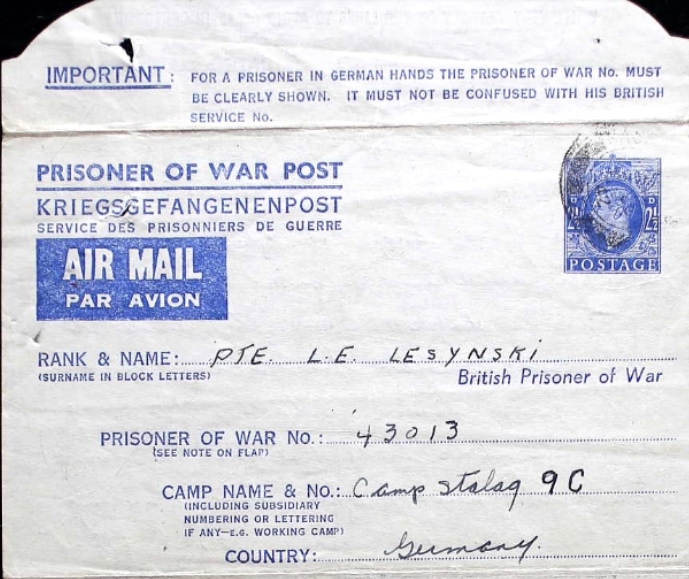 IMPORTANT: FOR A PRISONER IN GERMAN HANDS THE PRISONER OF WAR No. MUST
BE CLEARLY SHOWN. IT MUST NOT BE CONFUSED WITH HIS BRITISH
SERVICE No.
PRISONER OF WAR POST
KRIEGSGEFANGENENPOST
SERVICE DES PRISONNIERS DE GUERRE
AIR MAIL
PAR AVION
2½ D D 2½
POSTAGE
RANK & NAME: PTE. L.E. LESYNSKI
(SURNAME IN BLOCK LETTERS) British Prisoner of War
PRISONER OF WAR No.: 43013
(SEE NOTE ON FLAP)
CAMP NAME & No.: Camp Stalag 9C
(INCLUDING SUBSIDIARY
NUMBERING OR LETTERING
IF ANY—E.G. WORKING CAMP)
COUNTRY: Germany.